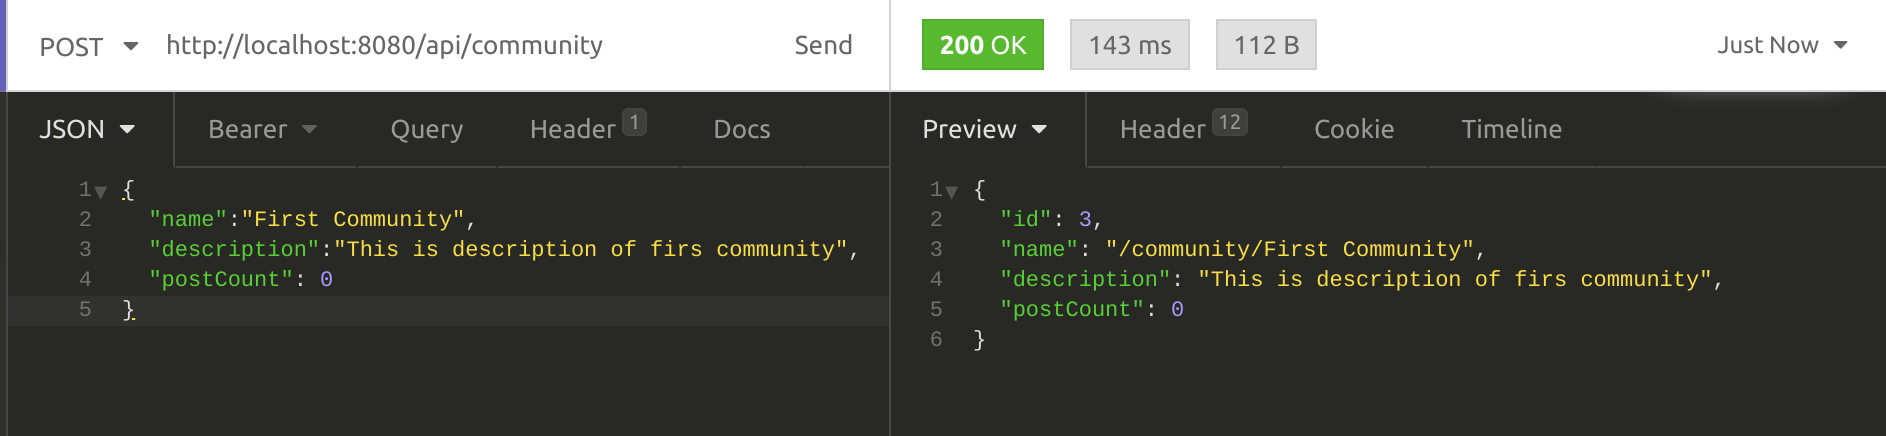 POST http://localhost:8080/api/community Send
200 OK 143 ms 112 B Just Now
JSON Bearer Query Header 1 Docs
1 {
2 "name":"First Community",
3 "description":"This is description of firs community",
4 "postCount": 0
5 }
Preview Header 12 Cookie Timeline
1 {
2 "id": 3,
3 "name": "/community/First Community",
4 "description": "This is description of firs community",
5 "postCount": 0
6 }